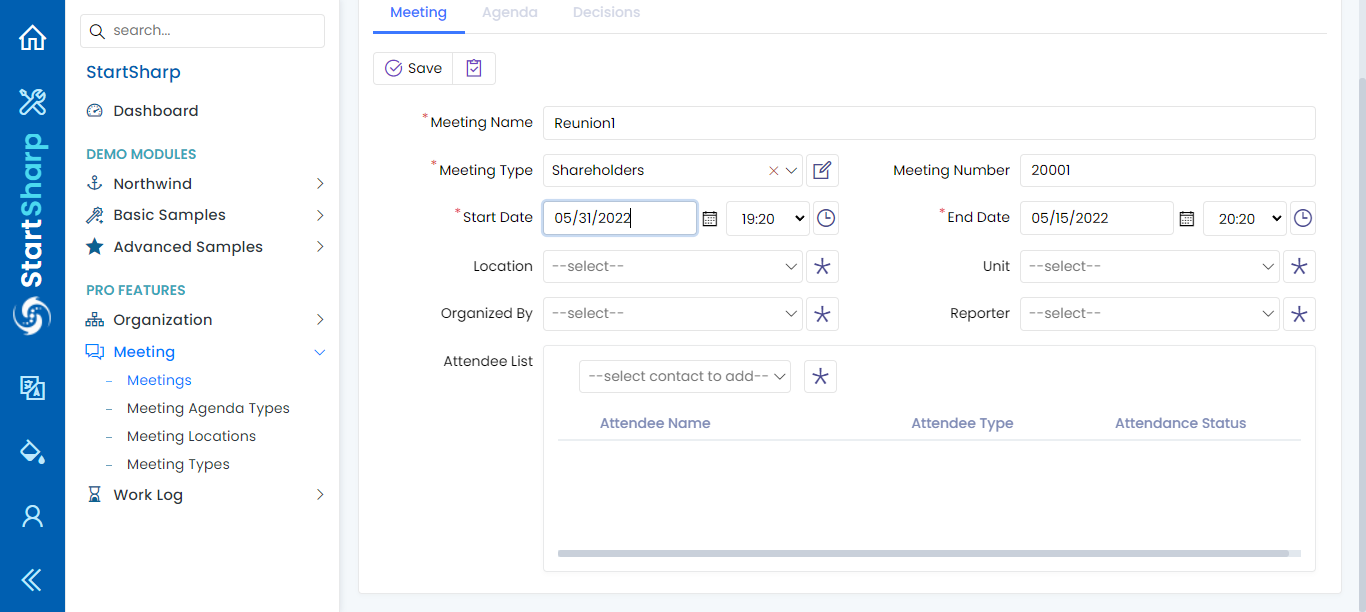 StartSharp
search...
StartSharp
Dashboard
DEMO MODULES
Northwind
Basic Samples
Advanced Samples
PRO FEATURES
Organization
Meeting
Meetings
Meeting Agenda Types
Meeting Locations
Meeting Types
Work Log
Meeting Agenda Decisions
Save
*Meeting Name Reunion1
*Meeting Type Shareholders Meeting Number 20001
*Start Date 05/31/2022 19:20 *End Date 05/15/2022 20:20
Location --select-- Unit --select--
Organized By --select-- Reporter --select--
Attendee List --select contact to add--
Attendee Name Attendee Type Attendance Status